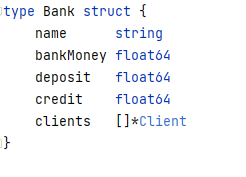 type Bank struct {
    name      string
    bankMoney float64
    deposit   float64
    credit    float64
    clients   []*Client
}